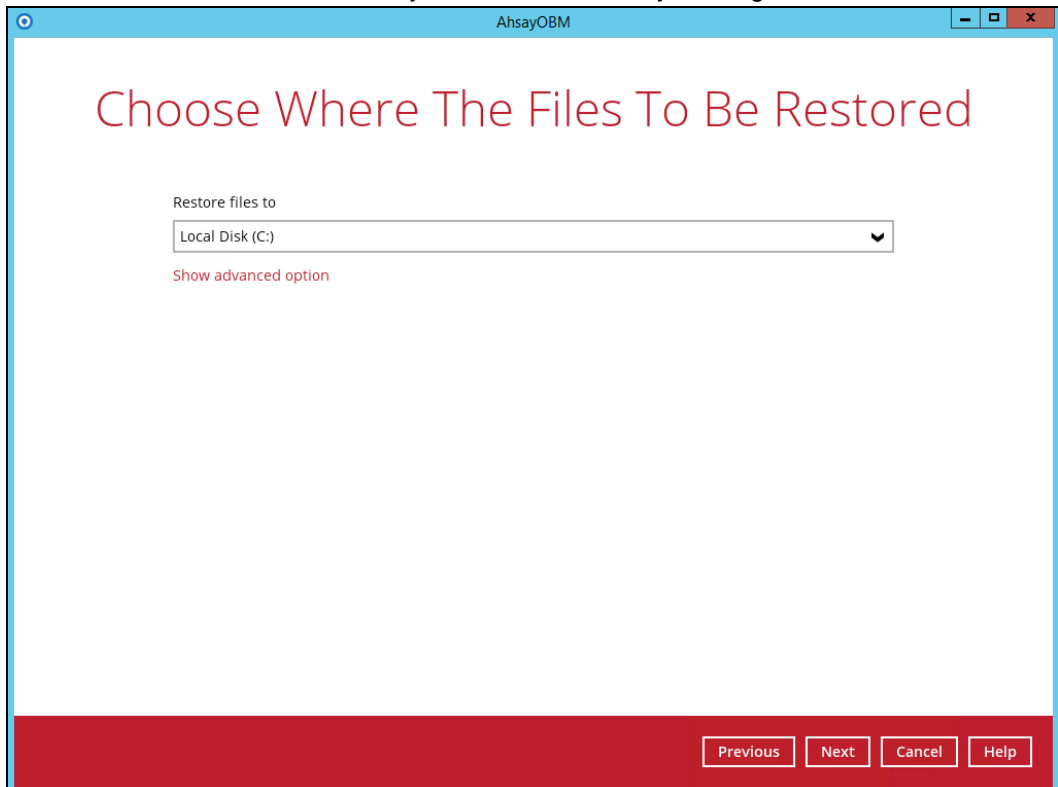 AhsayOBM
Choose Where The Files To Be Restored
Restore files to
Local Disk (C:)
Show advanced option
Previous Next Cancel Help